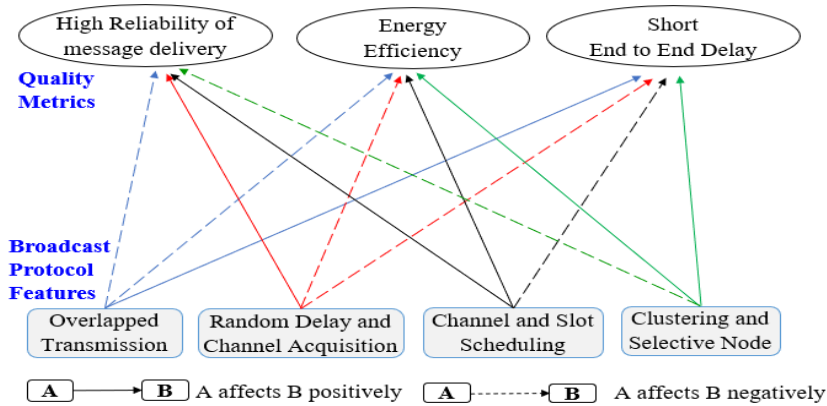 High Reliability of
message delivery
Energy
Efficiency
Short
End to End Delay
Quality
Metrics
Broadcast
Protocol
Features
Overlapped
Transmission
Random Delay and
Channel Acquisition
Channel and Slot
Scheduling
Clustering and
Selective Node
A B A affects B positively
A B A affects B negatively